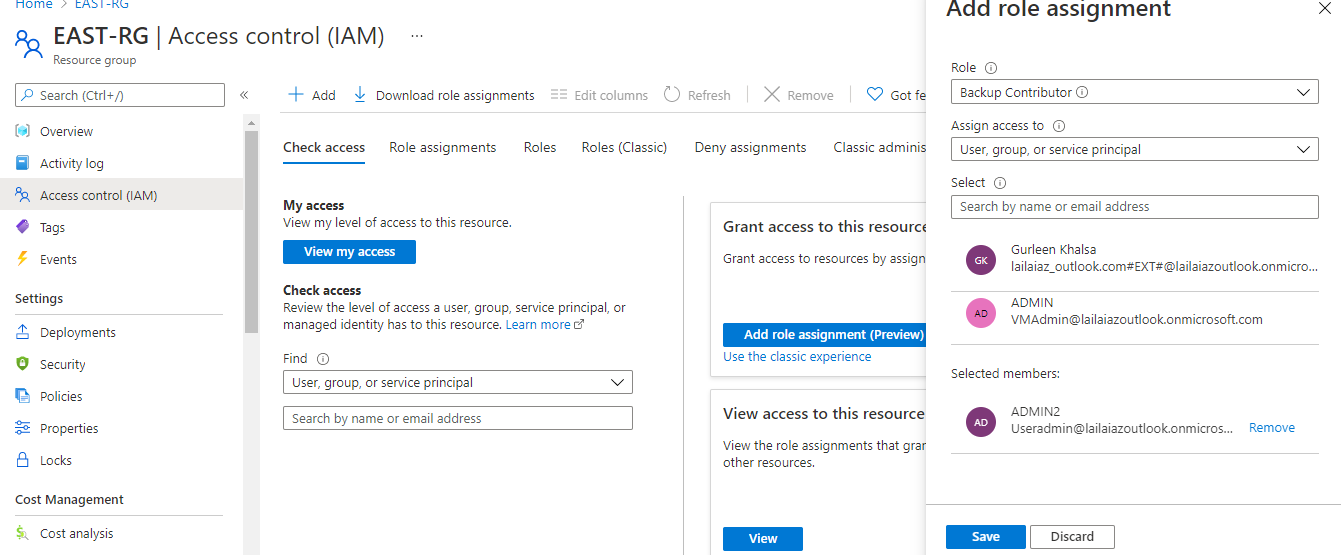 Home > EAST-RG
EAST-RG | Access control (IAM) ...
Resource group
Search (Ctrl+/)
Overview
Activity log
Access control (IAM)
Tags
Events
Settings
Deployments
Security
Policies
Properties
Locks
Cost Management
Cost analysis
Add
Download role assignments
Edit columns
Refresh
Remove
Got fe
Check access
Role assignments
Roles
Roles (Classic)
Deny assignments
Classic adminis
My access
View my level of access to this resource.
View my access
Check access
Review the level of access a user, group, service principal, or
managed identity has to this resource. Learn more
Find
User, group, or service principal
Search by name or email address
Grant access to this resource
Grant access to resources by assign
Add role assignment (Preview)
Use the classic experience
View access to this resource
View the role assignments that gran
other resources.
View
Add role assignment
Role
Backup Contributor
Assign access to
User, group, or service principal
Select
Search by name or email address
GK
Gurleen Khalsa
lailaiaz_outlook.com#EXT#@lailaiazoutlook.onmicro...
AD
ADMIN
VMAdmin@lailaiazoutlook.onmicrosoft.com
Selected members:
AD
ADMIN2
Useradmin@lailaiazoutlook.onmicros...
Remove
Save
Discard